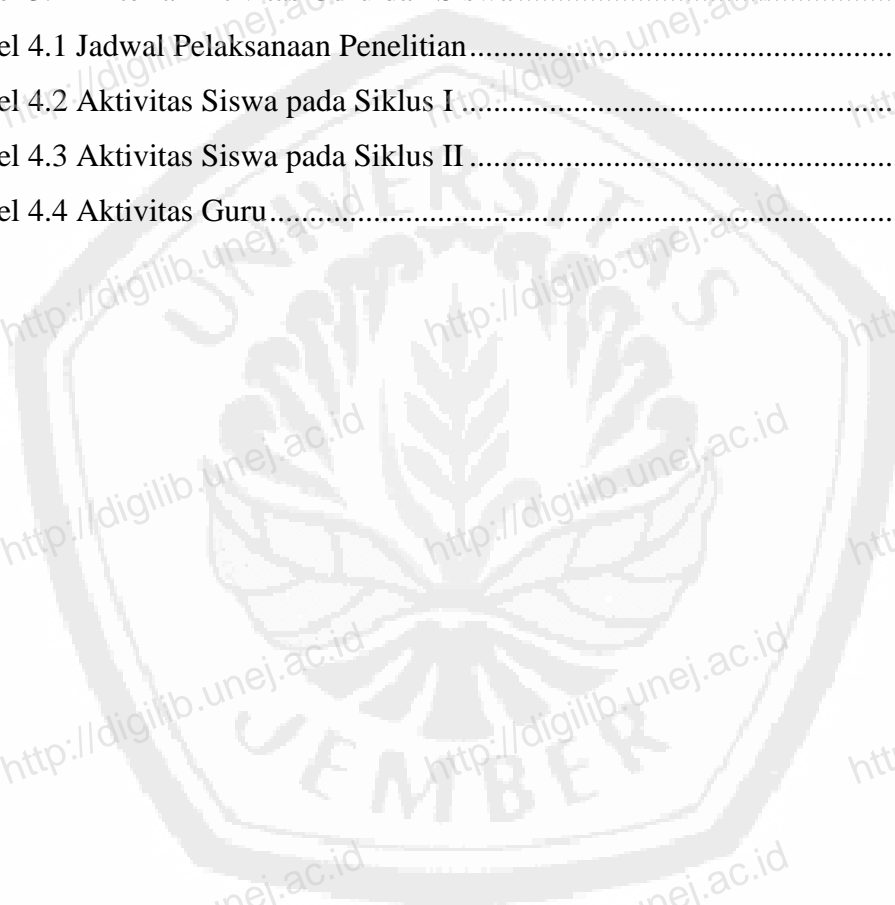 el 4.1 Jadwal Pelaksanaan Penelitian
el 4.2 Aktivitas Siswa pada Siklus I
el 4.3 Aktivitas Siswa pada Siklus II
el 4.4 Aktivitas Guru
UNIVERSITAS
JEMBER
http://digilib.unej.ac.id
http://digilib.unej.ac.id
http://digilib.unej.ac.id
http://digilib.unej.ac.id
http://digilib.unej.ac.id
http://digilib.unej.ac.id